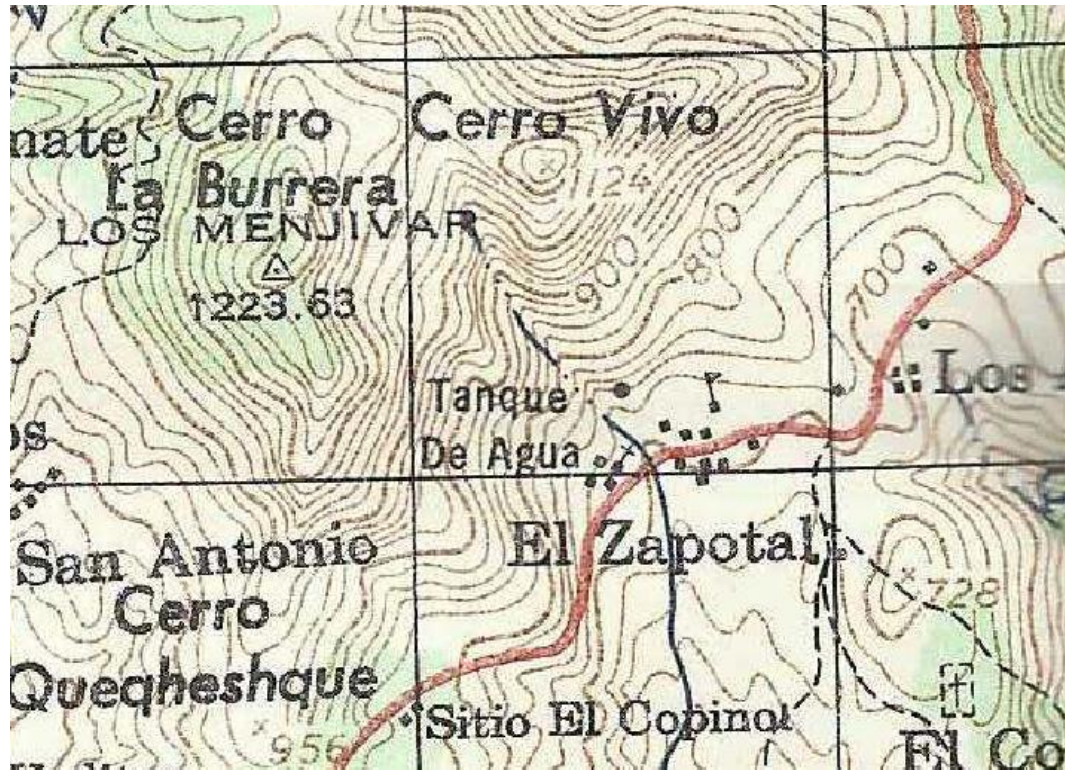 Cerro
Cerro Vivo
La Burrera
1124
LOS MENJIVAR
1223.63
900
800
700
Tanque
De Agua
Los
El Zapotal
San Antonio
Cerro
Queqheshque
728
Sitio El Copinol
956
El Co